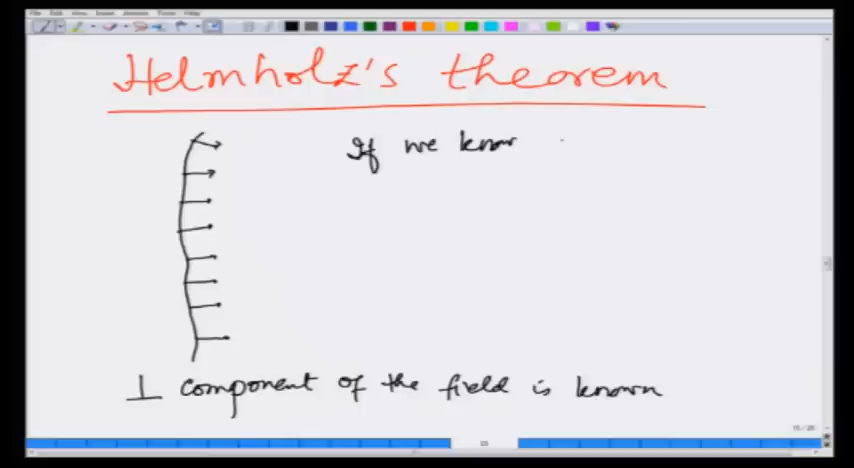 Helmholz's theorem
If we know
⊥ component of the field is known